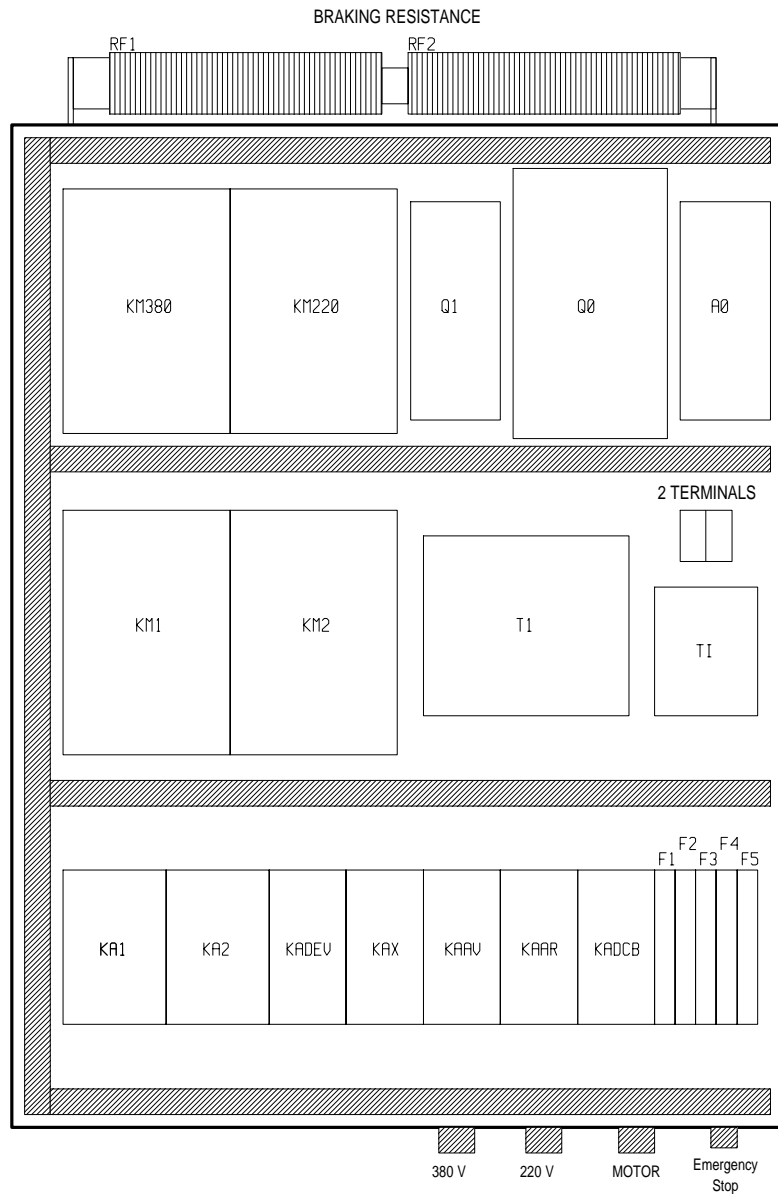 BRAKING RESISTANCE
RF1 RF2
KM380 KM220 Q1 Q0 A0
2 TERMINALS
KM1 KM2 T1 TI
F2 F4
F1 F3 F5
KA1 KA2 KADEV KAX KAAV KAAR KADCB
380 V 220 V MOTOR Emergency
Stop